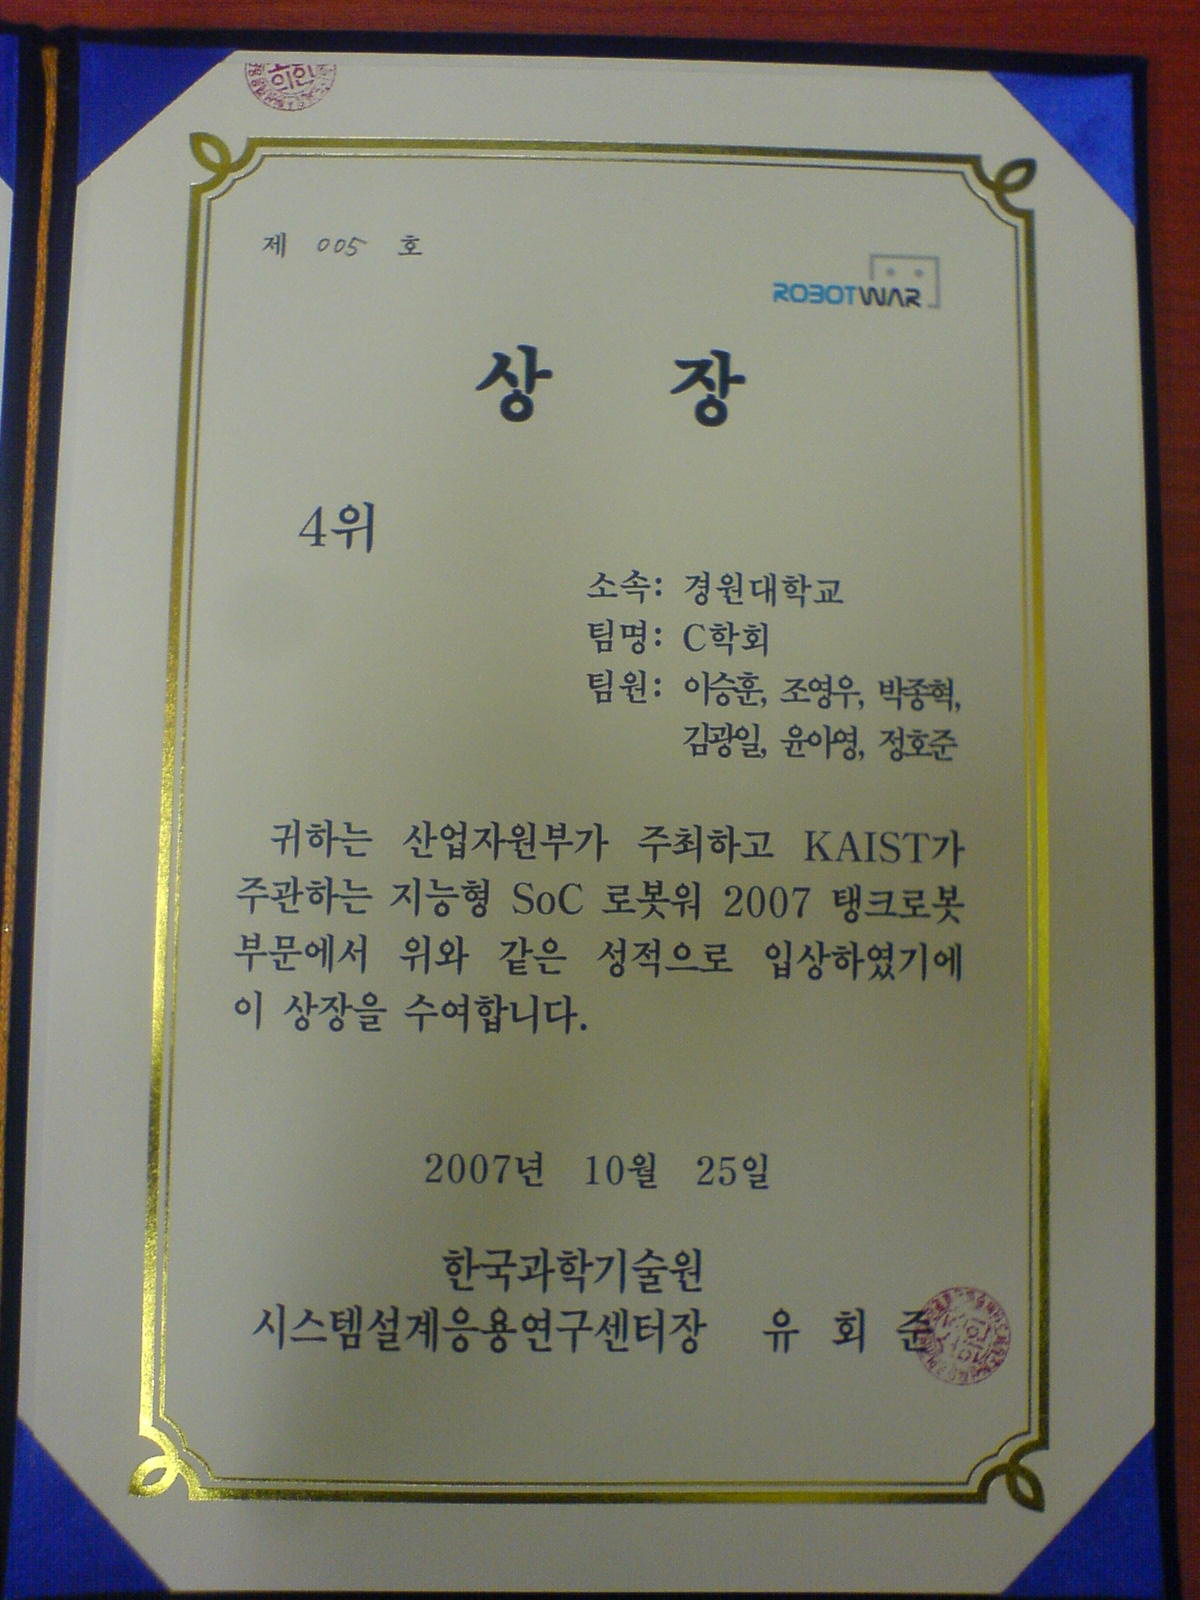 제 005 호
ROBOTWAR
상 장
4위
소속: 경원대학교
팀명: C학회
팀원: 이승훈, 조영우, 박종혁,
김광일, 윤아영, 정호준
귀하는 산업자원부가 주최하고 KAIST가
주관하는 지능형 SoC 로봇워 2007 탱크로봇
부문에서 위와 같은 성적으로 입상하였기에
이 상장을 수여합니다.
2007년 10월 25일
한국과학기술원
시스템설계응용연구센터장 유 회 준